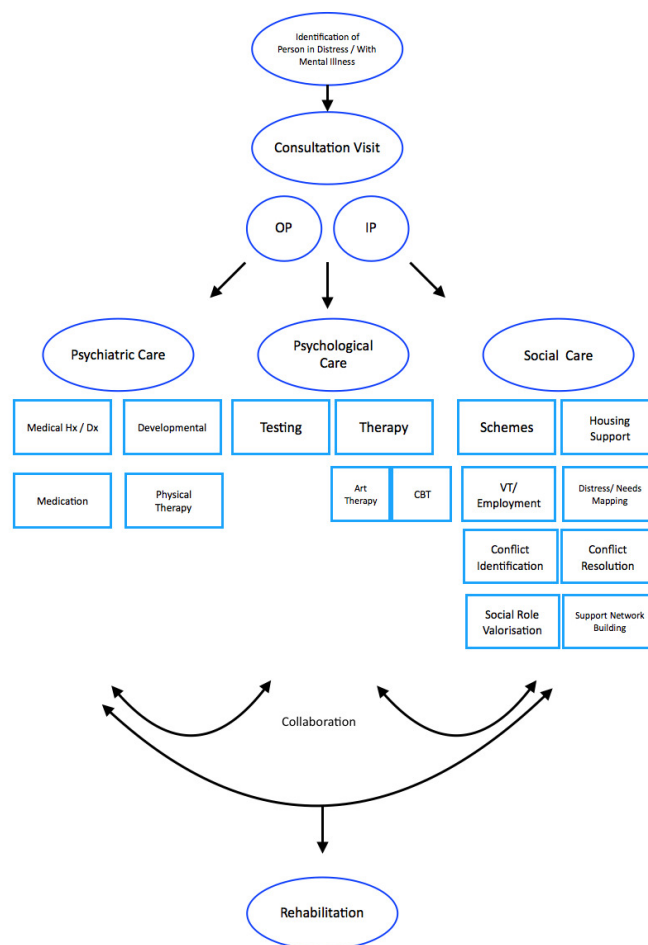 Identification of
Person in Distress / With
Mental Illness
Consultation Visit
OP
IP
Psychiatric Care
Psychological
Care
Social Care
Medical Hx / Dx
Developmental
Testing
Therapy
Schemes
Housing
Support
Medication
Physical
Therapy
Art
Therapy
CBT
VT/
Employment
Distress/ Needs
Mapping
Conflict
Identification
Conflict
Resolution
Social Role
Valorisation
Support Network
Building
Collaboration
Rehabilitation